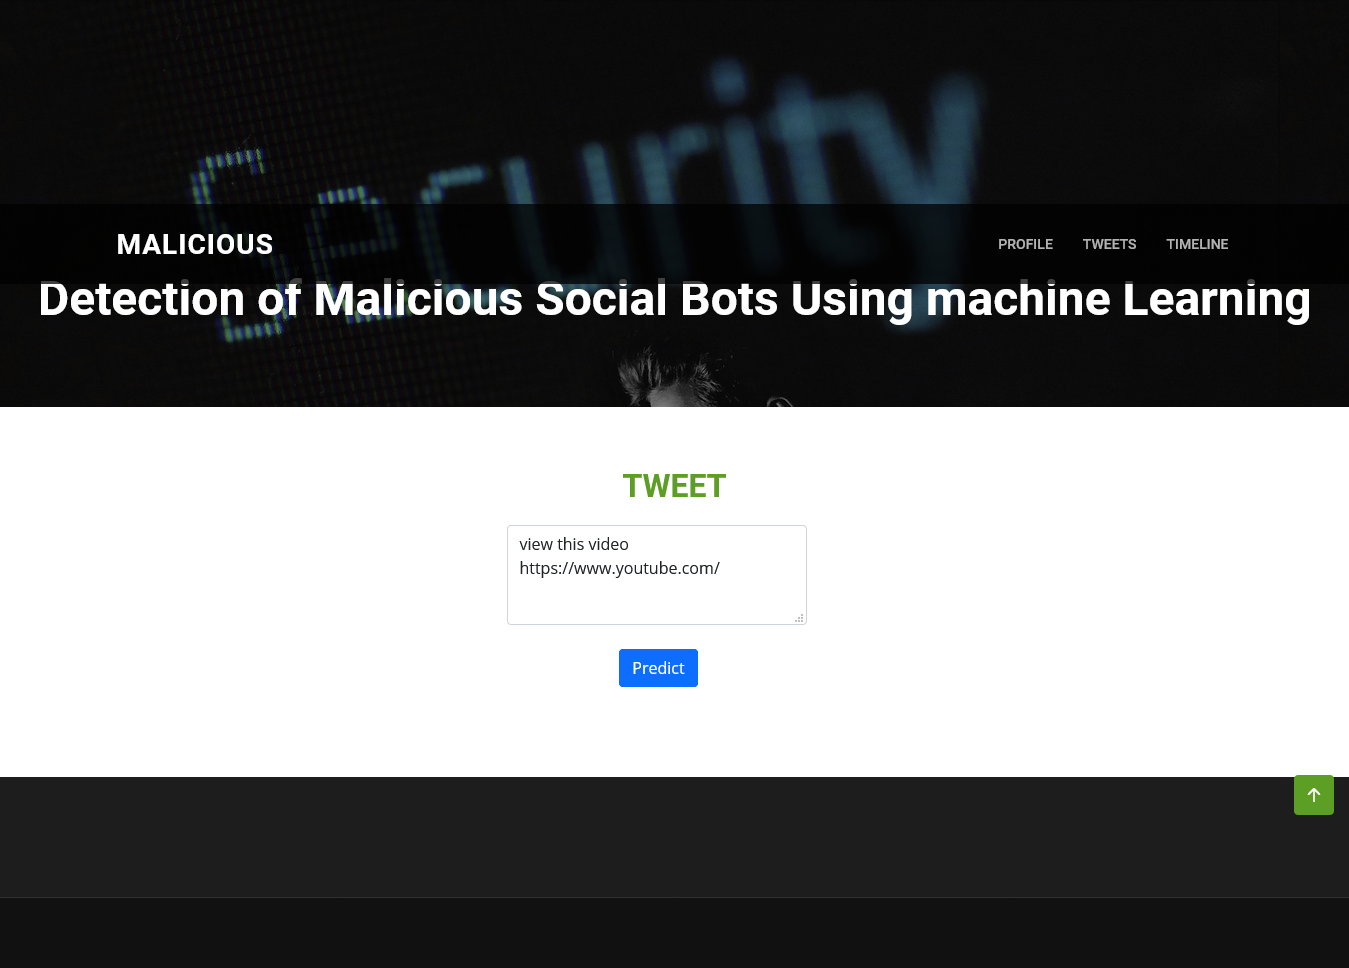 Security
MALICIOUS
PROFILE TWEETS TIMELINE
Detection of Malicious Social Bots Using machine Learning
TWEET
view this video
https://www.youtube.com/
Predict